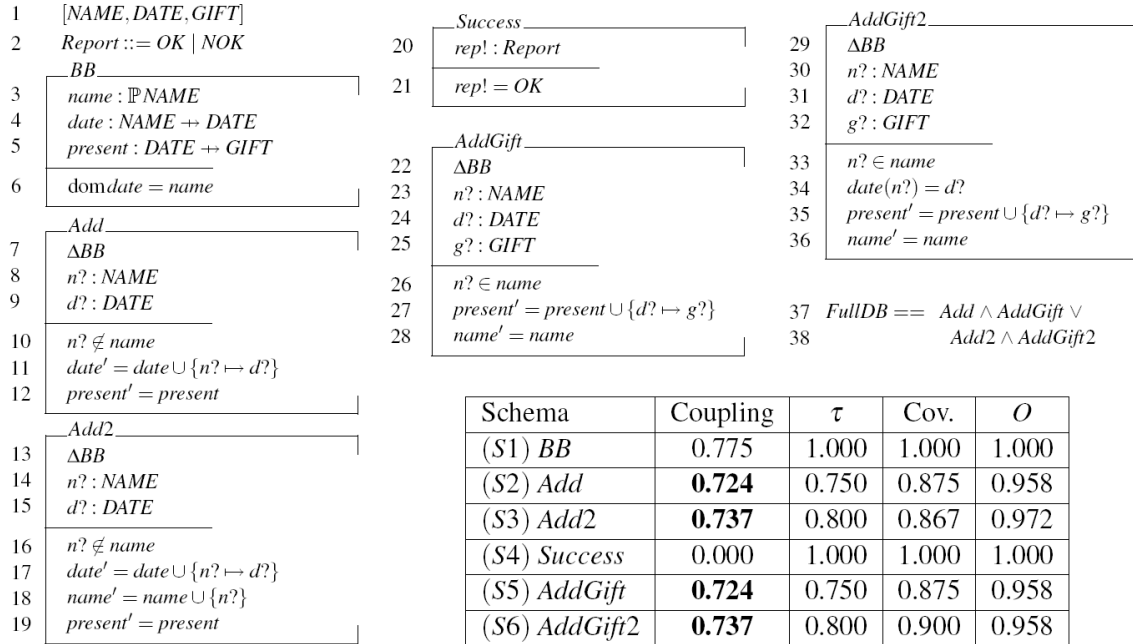 1 [NAME, DATE, GIFT]
2 Report ::= OK | NOK
BB
3 name : ℙ NAME
4 date : NAME ⇸ DATE
5 present : DATE ⇸ GIFT
6 dom date = name
Add
7 ΔBB
8 n? : NAME
9 d? : DATE
10 n? ∉ name
11 date′ = date ∪ {n? ↦ d?}
12 present′ = present
Add2
13 ΔBB
14 n? : NAME
15 d? : DATE
16 n? ∉ name
17 date′ = date ∪ {n? ↦ d?}
18 name′ = name ∪ {n?}
19 present′ = present
Success
20 rep! : Report
21 rep! = OK
AddGift
22 ΔBB
23 n? : NAME
24 d? : DATE
25 g? : GIFT
26 n? ∈ name
27 present′ = present ∪ {d? ↦ g?}
28 name′ = name
AddGift2
29 ΔBB
30 n? : NAME
31 d? : DATE
32 g? : GIFT
33 n? ∈ name
34 date(n?) = d?
35 present′ = present ∪ {d? ↦ g?}
36 name′ = name
37 FullDB == Add ∧ AddGift ∨
38 Add2 ∧ AddGift2
Schema Coupling τ Cov. O
(S1) BB 0.775 1.000 1.000 1.000
(S2) Add 0.724 0.750 0.875 0.958
(S3) Add2 0.737 0.800 0.867 0.972
(S4) Success 0.000 1.000 1.000 1.000
(S5) AddGift 0.724 0.750 0.875 0.958
(S6) AddGift2 0.737 0.800 0.900 0.958